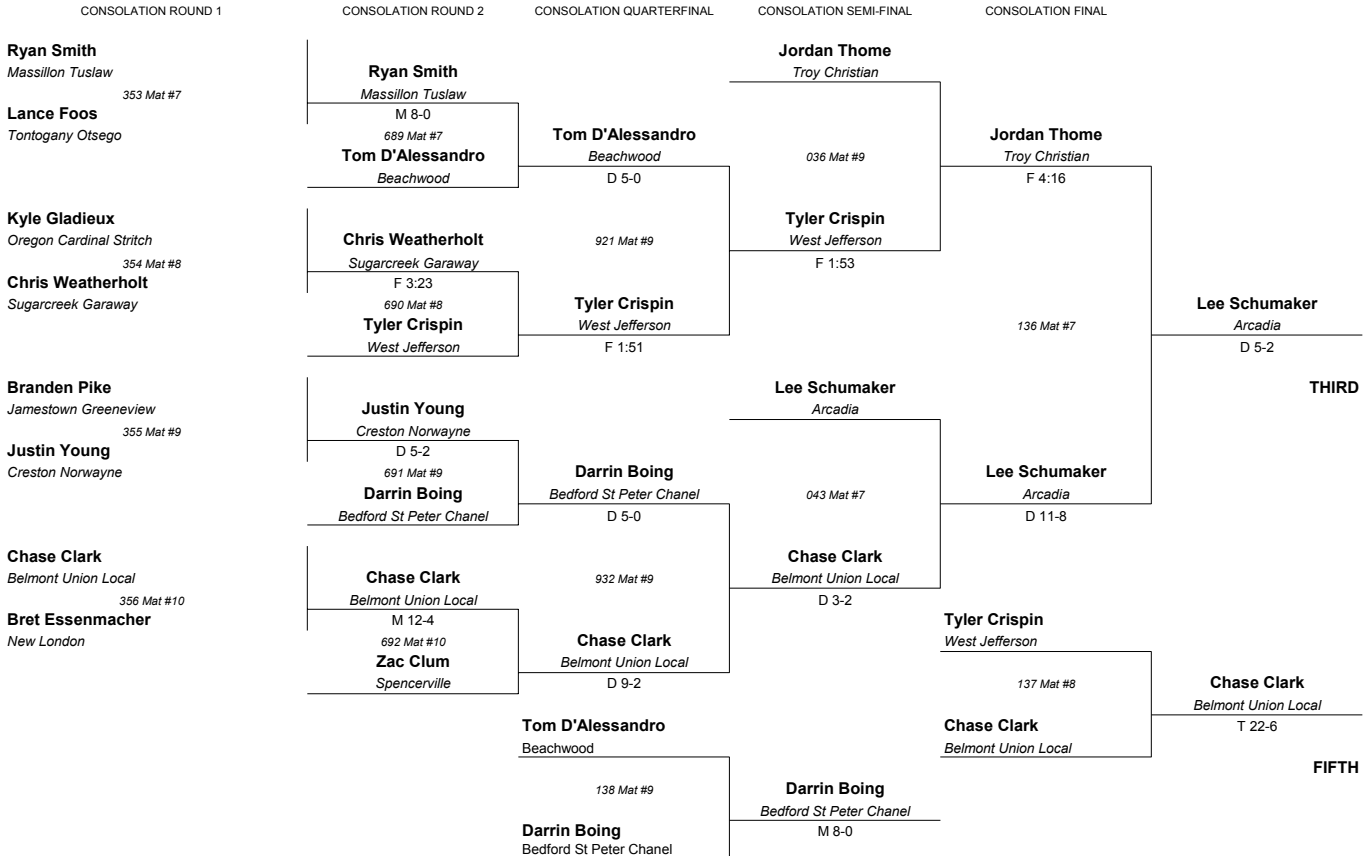 CONSOLATION ROUND 1
CONSOLATION ROUND 2
CONSOLATION QUARTERFINAL
CONSOLATION SEMI-FINAL
CONSOLATION FINAL
Ryan Smith
Massillon Tuslaw
353 Mat #7
Lance Foos
Tontogany Otsego
Kyle Gladieux
Oregon Cardinal Stritch
354 Mat #8
Chris Weatherholt
Sugarcreek Garaway
Branden Pike
Jamestown Greeneview
355 Mat #9
Justin Young
Creston Norwayne
Chase Clark
Belmont Union Local
356 Mat #10
Bret Essenmacher
New London
Ryan Smith
Massillon Tuslaw
M 8-0
689 Mat #7
Tom D'Alessandro
Beachwood
Chris Weatherholt
Sugarcreek Garaway
F 3:23
690 Mat #8
Tyler Crispin
West Jefferson
Justin Young
Creston Norwayne
D 5-2
691 Mat #9
Darrin Boing
Bedford St Peter Chanel
Chase Clark
Belmont Union Local
M 12-4
692 Mat #10
Zac Clum
Spencerville
Tom D'Alessandro
Beachwood
D 5-0
921 Mat #9
Tyler Crispin
West Jefferson
F 1:51
Darrin Boing
Bedford St Peter Chanel
D 5-0
932 Mat #9
Chase Clark
Belmont Union Local
D 9-2
Tom D'Alessandro
Beachwood
138 Mat #9
Darrin Boing
Bedford St Peter Chanel
Jordan Thome
Troy Christian
036 Mat #9
Tyler Crispin
West Jefferson
F 1:53
Lee Schumaker
Arcadia
043 Mat #7
Chase Clark
Belmont Union Local
D 3-2
Darrin Boing
Bedford St Peter Chanel
M 8-0
Jordan Thome
Troy Christian
F 4:16
136 Mat #7
Lee Schumaker
Arcadia
D 11-8
Tyler Crispin
West Jefferson
137 Mat #8
Chase Clark
Belmont Union Local
Lee Schumaker
Arcadia
D 5-2
THIRD
Chase Clark
Belmont Union Local
T 22-6
FIFTH